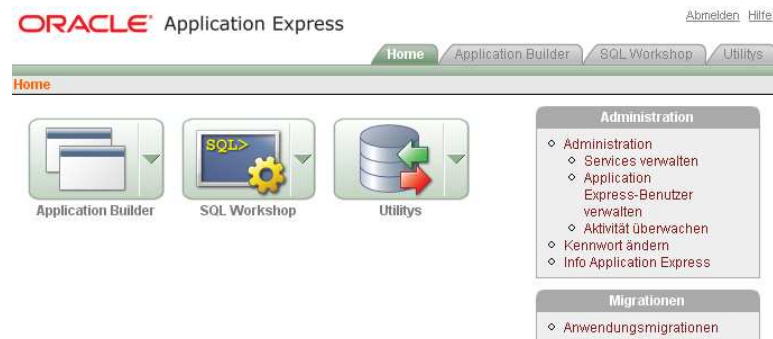 ORACLE Application Express
Abmelden Hilfe
Home Application Builder SQL Workshop Utilitys
Home
SQL>
Application Builder
SQL Workshop
Utilitys
Administration
Administration
Services verwalten
Application
Express-Benutzer
verwalten
Aktivität überwachen
Kennwort ändern
Info Application Express
Migrationen
Anwendungsmigrationen